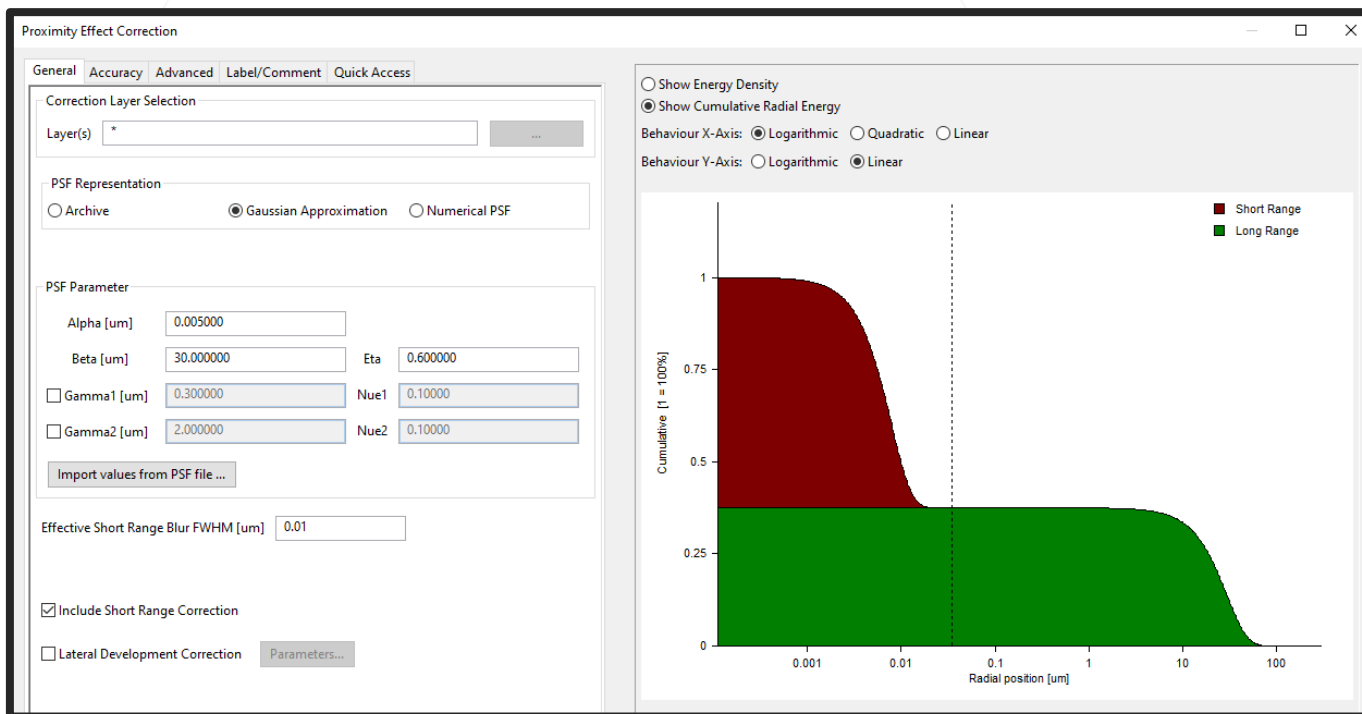 Proximity Effect Correction
General Accuracy Advanced Label/Comment Quick Access
Correction Layer Selection
Layer(s) * ...
PSF Representation
Archive Gaussian Approximation Numerical PSF
PSF Parameter
Alpha [um] 0.005000
Beta [um] 30.000000 Eta 0.600000
Gamma1 [um] 0.300000 Nue1 0.10000
Gamma2 [um] 2.000000 Nue2 0.10000
Import values from PSF file ...
Effective Short Range Blur FWHM [um] 0.01
Include Short Range Correction
Lateral Development Correction Parameters...
Show Energy Density
Show Cumulative Radial Energy
Behaviour X-Axis: Logarithmic Quadratic Linear
Behaviour Y-Axis: Logarithmic Linear
Short Range
Long Range
Cumulative [1 = 100%]
1
0.75
0.5
0.25
0
0.001 0.01 0.1 1 10 100
Radial position [um]